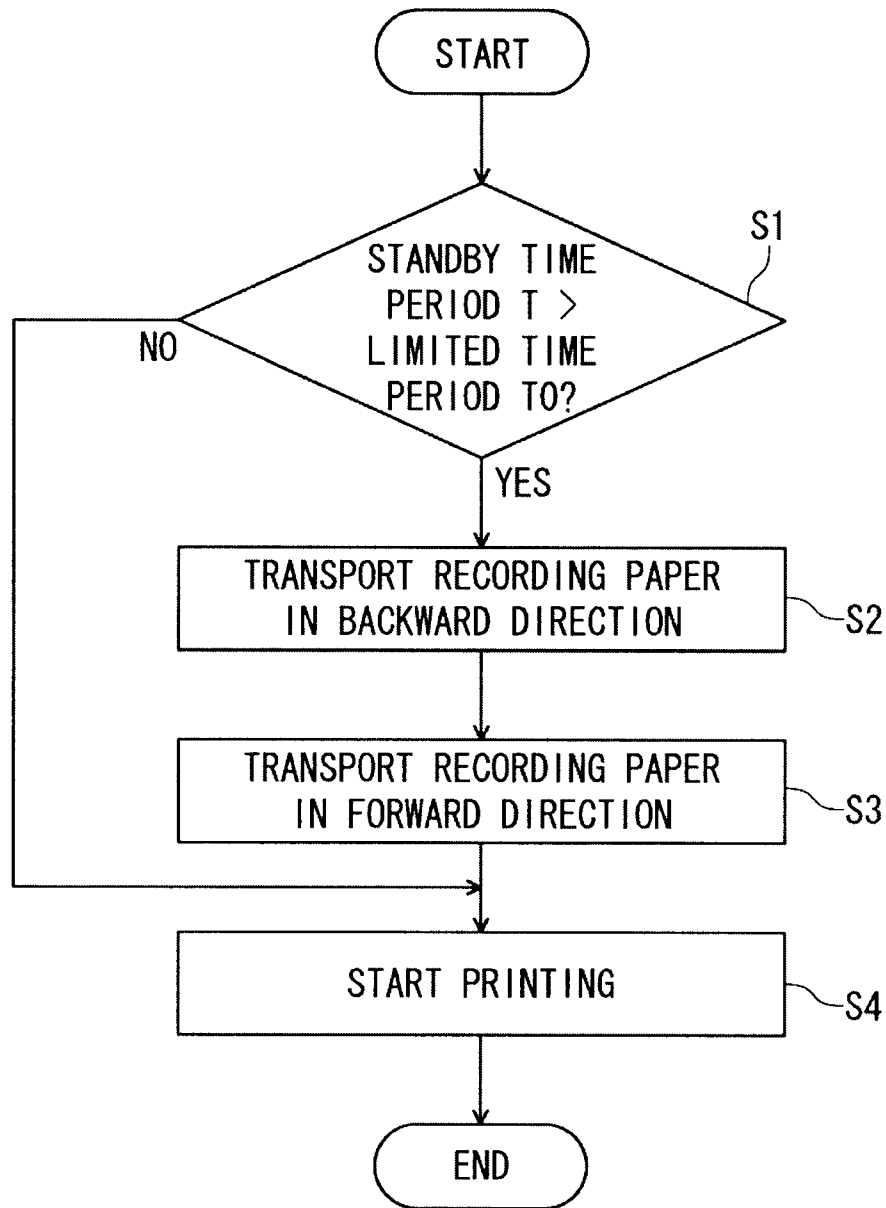 START
S1
STANDBY TIME
PERIOD T >
LIMITED TIME
PERIOD T0?
NO
YES
TRANSPORT RECORDING PAPER
IN BACKWARD DIRECTION
S2
TRANSPORT RECORDING PAPER
IN FORWARD DIRECTION
S3
START PRINTING
S4
END